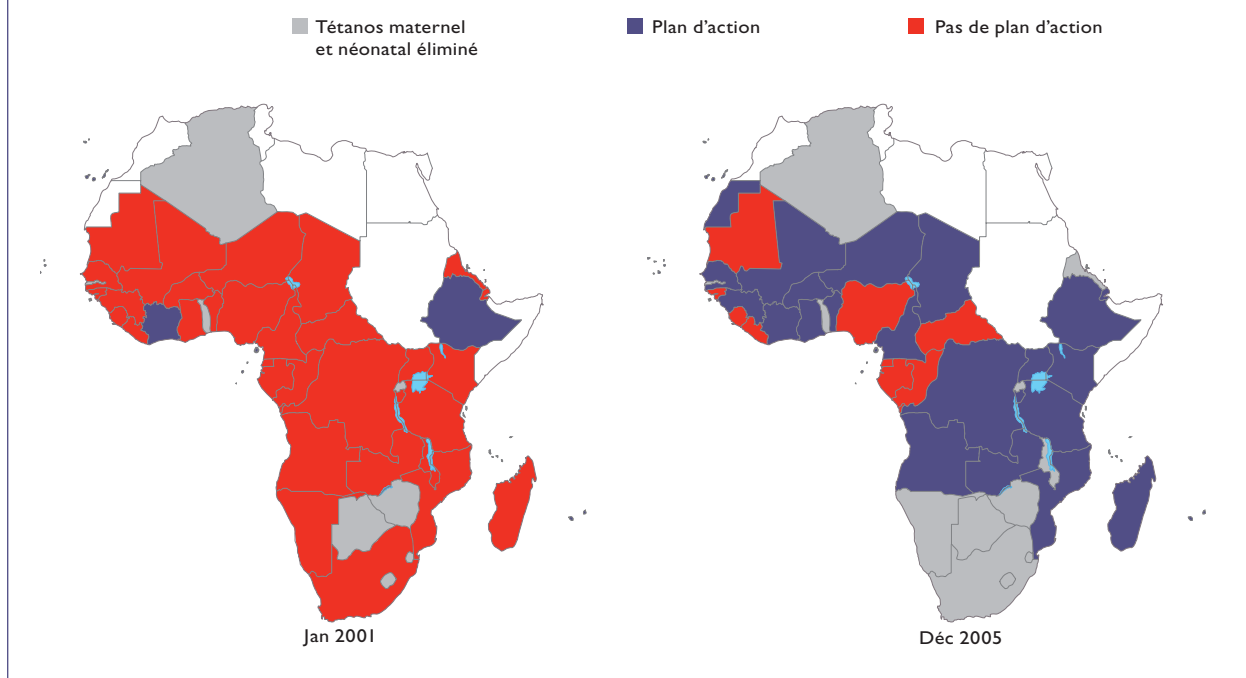 Tétanos maternel
et néonatal éliminé
Plan d’action
Pas de plan d’action
Jan 2001
Déc 2005